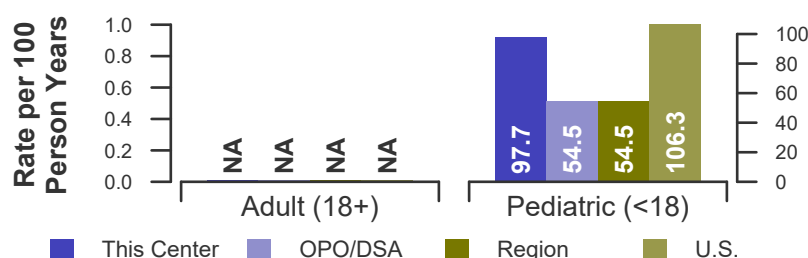 Rate per 100
Person Years
1.0
0.8
0.6
0.4
0.2
0.0
NA
NA
NA
NA
97.7
54.5
54.5
106.3
100
80
60
40
20
0
Adult (18+)
Pediatric (<18)
This Center
OPO/DSA
Region
U.S.